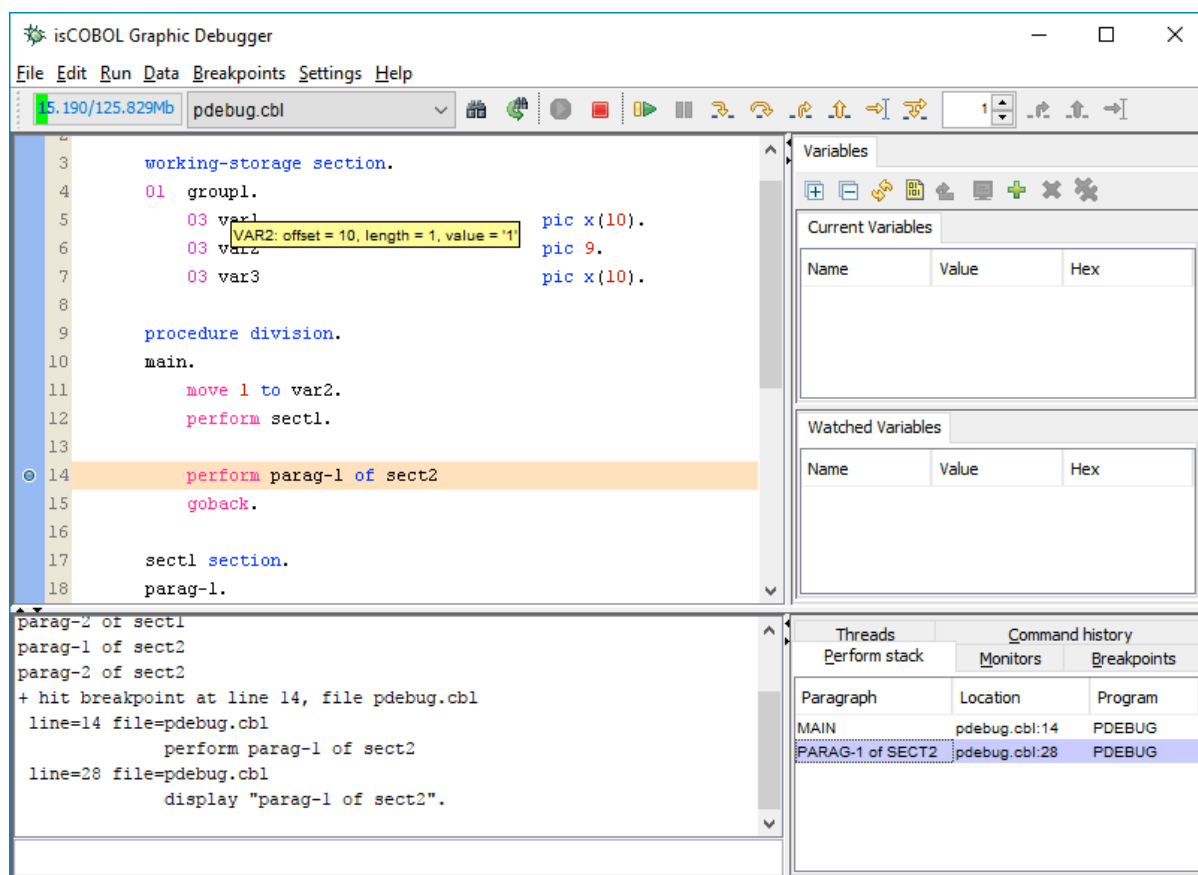 isCOBOL Graphic Debugger
File Edit Run Data Breakpoints Settings Help
15.190/125.829Mb pdebug.cbl 1
2
3 working-storage section.
4 01 group1.
5 03 var1 pic x(10).
VAR2: offset = 10, length = 1, value = '1'
6 03 var2 pic 9.
7 03 var3 pic x(10).
8
9 procedure division.
10 main.
11 move 1 to var2.
12 perform sect1.
13
14 perform parag-1 of sect2
15 goback.
16
17 sect1 section.
18 parag-1.
Variables
Current Variables
Name Value Hex
Watched Variables
Name Value Hex
parag-2 of sect1
parag-1 of sect2
parag-2 of sect2
+ hit breakpoint at line 14, file pdebug.cbl
line=14 file=pdebug.cbl
perform parag-1 of sect2
line=28 file=pdebug.cbl
display "parag-1 of sect2".
Threads Command history
Perform stack Monitors Breakpoints
Paragraph Location Program
MAIN pdebug.cbl:14 PDEBUG
PARAG-1 of SECT2 pdebug.cbl:28 PDEBUG